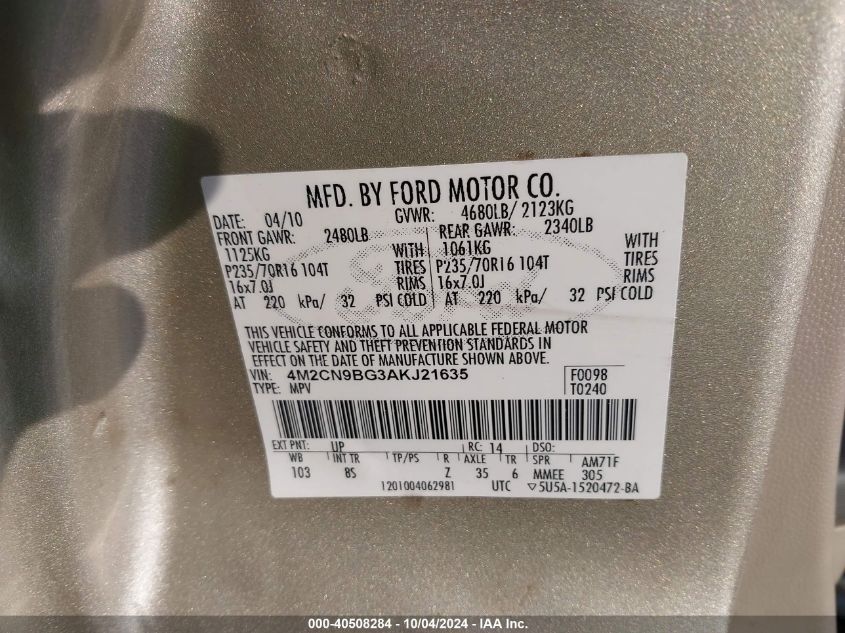 MFD. BY FORD MOTOR CO.
DATE: 04/10 GVWR: 4680LB/ 2123KG
FRONT GAWR: 2480LB REAR GAWR: 2340LB
1125KG WITH 1061KG WITH
P235/70R16 104T TIRES P235/70R16 104T TIRES
16x7.0J RIMS 16x7.0J RIMS
AT 220 kPa/ 32 PSI COLD AT 220 kPa/ 32 PSI COLD
THIS VEHICLE CONFORMS TO ALL APPLICABLE FEDERAL MOTOR
VEHICLE SAFETY AND THEFT PREVENTION STANDARDS IN
EFFECT ON THE DATE OF MANUFACTURE SHOWN ABOVE.
VIN: 4M2CN9BG3AKJ21635 F0098
TYPE: MPV T0240
EXT PNT: UP RC: 14 DSO:
WB INT TR TP/PS R AXLE TR SPR AM71F
103 8S Z 35 6 MMEE 305
1201004062981 UTC ▽5U5A-1520472-BA
000-40508284 - 10/04/2024 - IAA Inc.